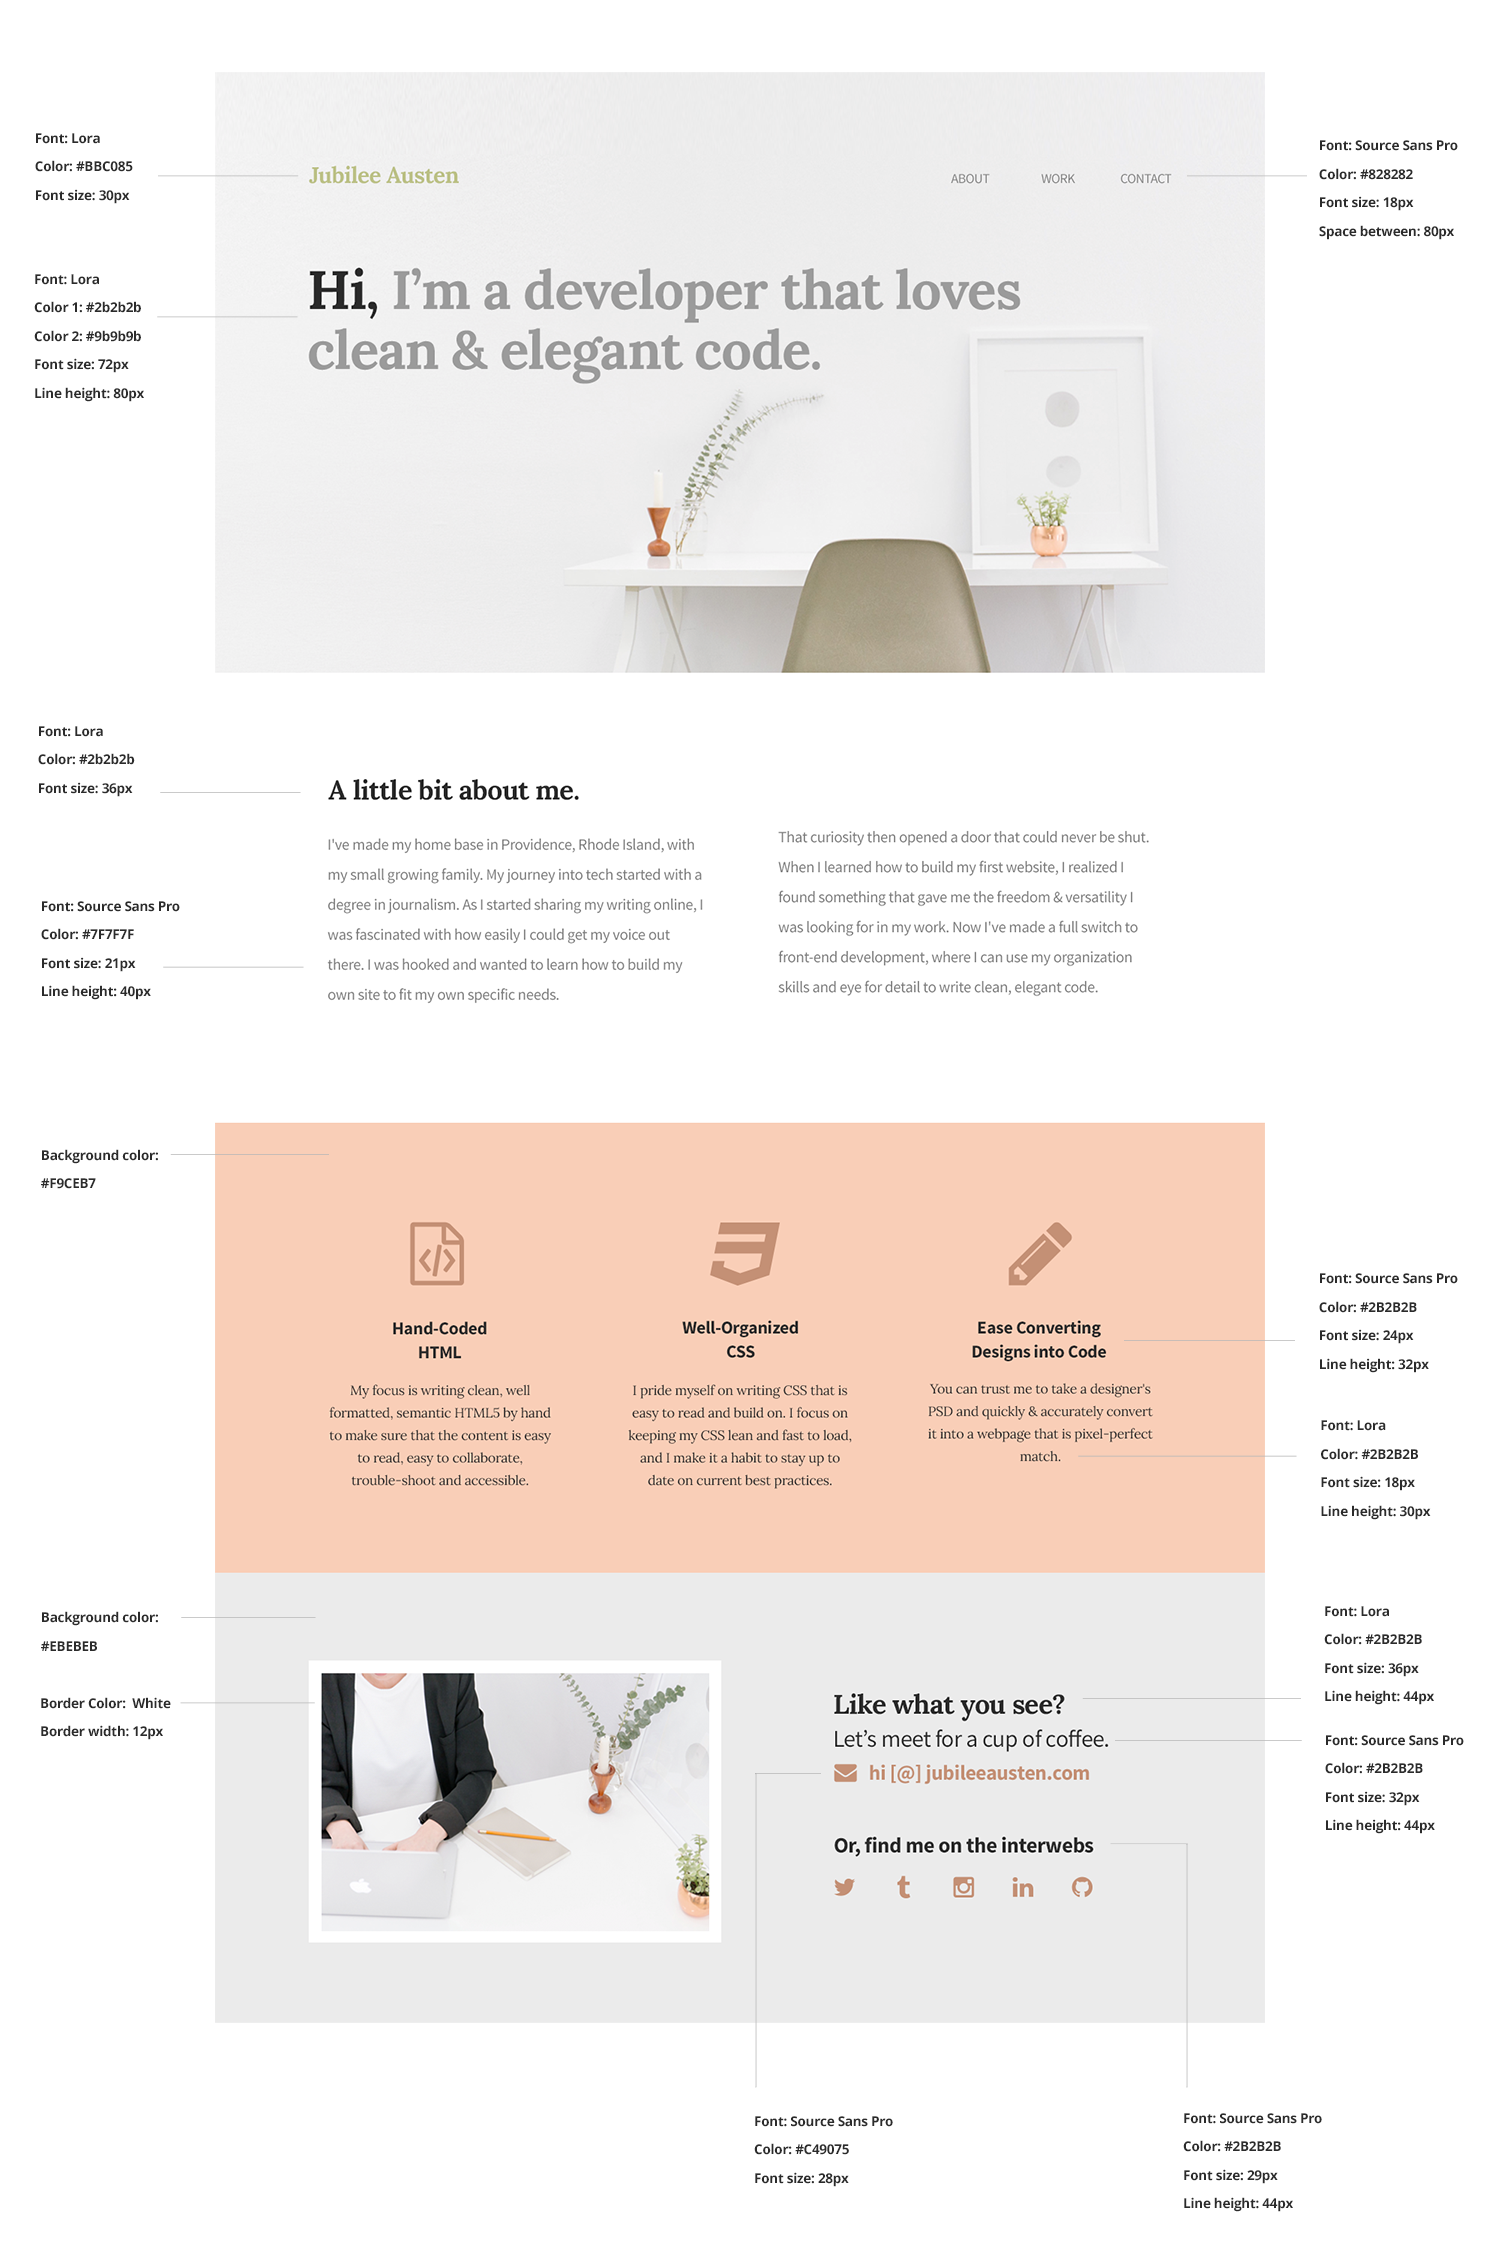 Font: Lora
Color: #BBC085
Font size: 30px
Jubilee Austen
ABOUT WORK CONTACT
Font: Source Sans Pro
Color: #828282
Font size: 18px
Space between: 80px
Font: Lora
Color 1: #2b2b2b
Color 2: #9b9b9b
Font size: 72px
Line height: 80px
Hi, I’m a developer that loves
clean & elegant code.
Font: Lora
Color: #2b2b2b
Font size: 36px
A little bit about me.
Font: Source Sans Pro
Color: #7F7F7F
Font size: 21px
Line height: 40px
I've made my home base in Providence, Rhode Island, with
my small growing family. My journey into tech started with a
degree in journalism. As I started sharing my writing online, I
was fascinated with how easily I could get my voice out
there. I was hooked and wanted to learn how to build my
own site to fit my own specific needs.
That curiosity then opened a door that could never be shut.
When I learned how to build my first website, I realized I
found something that gave me the freedom & versatility I
was looking for in my work. Now I've made a full switch to
front-end development, where I can use my organization
skills and eye for detail to write clean, elegant code.
Background color:
#F9CEB7
Hand-Coded
HTML
My focus is writing clean, well
formatted, semantic HTML5 by hand
to make sure that the content is easy
to read, easy to collaborate,
trouble-shoot and accessible.
Well-Organized
CSS
I pride myself on writing CSS that is
easy to read and build on. I focus on
keeping my CSS lean and fast to load,
and I make it a habit to stay up to
date on current best practices.
Ease Converting
Designs into Code
You can trust me to take a designer's
PSD and quickly & accurately convert
it into a webpage that is pixel-perfect
match.
Font: Source Sans Pro
Color: #2B2B2B
Font size: 24px
Line height: 32px
Font: Lora
Color: #2B2B2B
Font size: 18px
Line height: 30px
Background color:
#EBEBEB
Border Color: White
Border width: 12px
Like what you see?
Let’s meet for a cup of coffee.
hi [@] jubileeausten.com
Or, find me on the interwebs
Font: Lora
Color: #2B2B2B
Font size: 36px
Line height: 44px
Font: Source Sans Pro
Color: #2B2B2B
Font size: 32px
Line height: 44px
Font: Source Sans Pro
Color: #C49075
Font size: 28px
Font: Source Sans Pro
Color: #2B2B2B
Font size: 29px
Line height: 44px